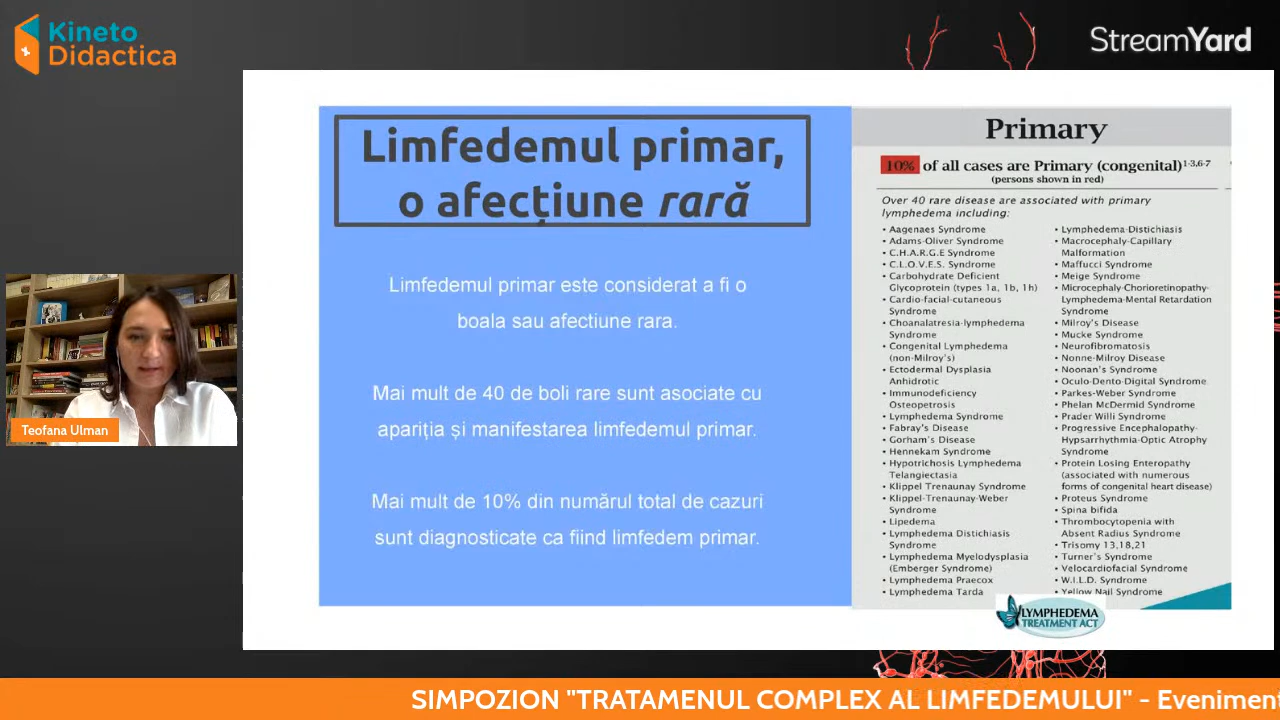 Kineto
Didactica
StreamYard
Limfedemul primar,
o afecțiune rară
Limfedemul primar este considerat a fi o
boala sau afectiune rara.
Mai mult de 40 de boli rare sunt asociate cu
apariția și manifestarea limfedemul primar.
Mai mult de 10% din numărul total de cazuri
sunt diagnosticate ca fiind limfedem primar.
Primary
10% of all cases are Primary (congenital)1-3,6-7
(persons shown in red)
Over 40 rare disease are associated with primary
lymphedema including:
• Aagenaes Syndrome
• Adams-Oliver Syndrome
• C.H.A.R.G.E Syndrome
• C.L.O.V.E.S. Syndrome
• Carbohydrate Deficient
Glycoprotein (types 1a, 1b, 1h)
• Cardio-facial-cutaneous
Syndrome
• Choanalatresia-lymphedema
Syndrome
• Congenital Lymphedema
(non-Milroy's)
• Ectodermal Dysplasia
Anhidrotic
• Immunodeficiency
Osteopetrosis
• Lymphedema Syndrome
• Fabray's Disease
• Gorham's Disease
• Hennekam Syndrome
• Hypotrichosis Lymphedema
Telangiectasia
• Klippel Trenaunay Syndrome
• Klippel-Trenaunay-Weber
Syndrome
• Lipedema
• Lymphedema Distichiasis
Syndrome
• Lymphedema Myelodysplasia
(Emberger Syndrome)
• Lymphedema Praecox
• Lymphedema Tarda
• Lymphedema-Distichiasis
• Macrocephaly-Capillary
Malformation
• Maffucci Syndrome
• Meige Syndrome
• Microcephaly-Chorioretinopathy-
Lymphedema-Mental Retardation
Syndrome
• Milroy's Disease
• Mucke Syndrome
• Neurofibromatosis
• Nonne-Milroy Disease
• Noonan's Syndrome
• Oculo-Dento-Digital Syndrome
• Parkes-Weber Syndrome
• Phelan McDermid Syndrome
• Prader Willi Syndrome
• Progressive Encephalopathy-
Hypsarrhythmia-Optic Atrophy
Syndrome
• Protein Losing Enteropathy
(associated with numerous
forms of congenital heart disease)
• Proteus Syndrome
• Spina bifida
• Thrombocytopenia with
Absent Radius Syndrome
• Trisomy 13,18,21
• Turner's Syndrome
• Velocardiofacial Syndrome
• W.I.L.D. Syndrome
• Yellow Nail Syndrome
LYMPHEDEMA
TREATMENT ACT
Teofana Ulman
SIMPOZION "TRATAMENUL COMPLEX AL LIMFEDEMULUI" - Evenimen